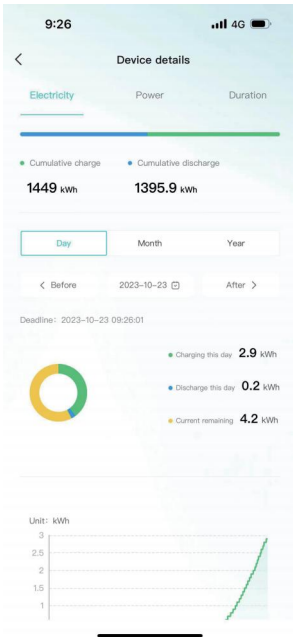 9:26 4G
Device details
Electricity Power Duration
Cumulative charge Cumulative discharge
1449 kWh 1395.9 kWh
Day Month Year
< Before 2023-10-23 After >
Deadline: 2023-10-23 09:26:01
Charging this day 2.9 kWh
Discharge this day 0.2 kWh
Current remaining 4.2 kWh
Unit: kWh
3
2.5
2
1.5
1